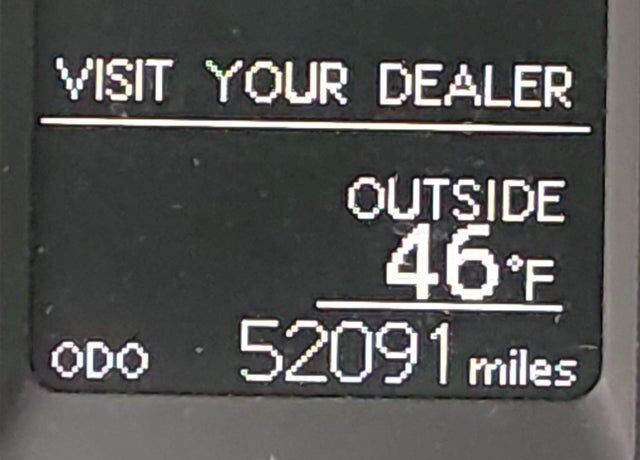 VISIT YOUR DEALER
OUTSIDE
46°F
ODO 52091 miles